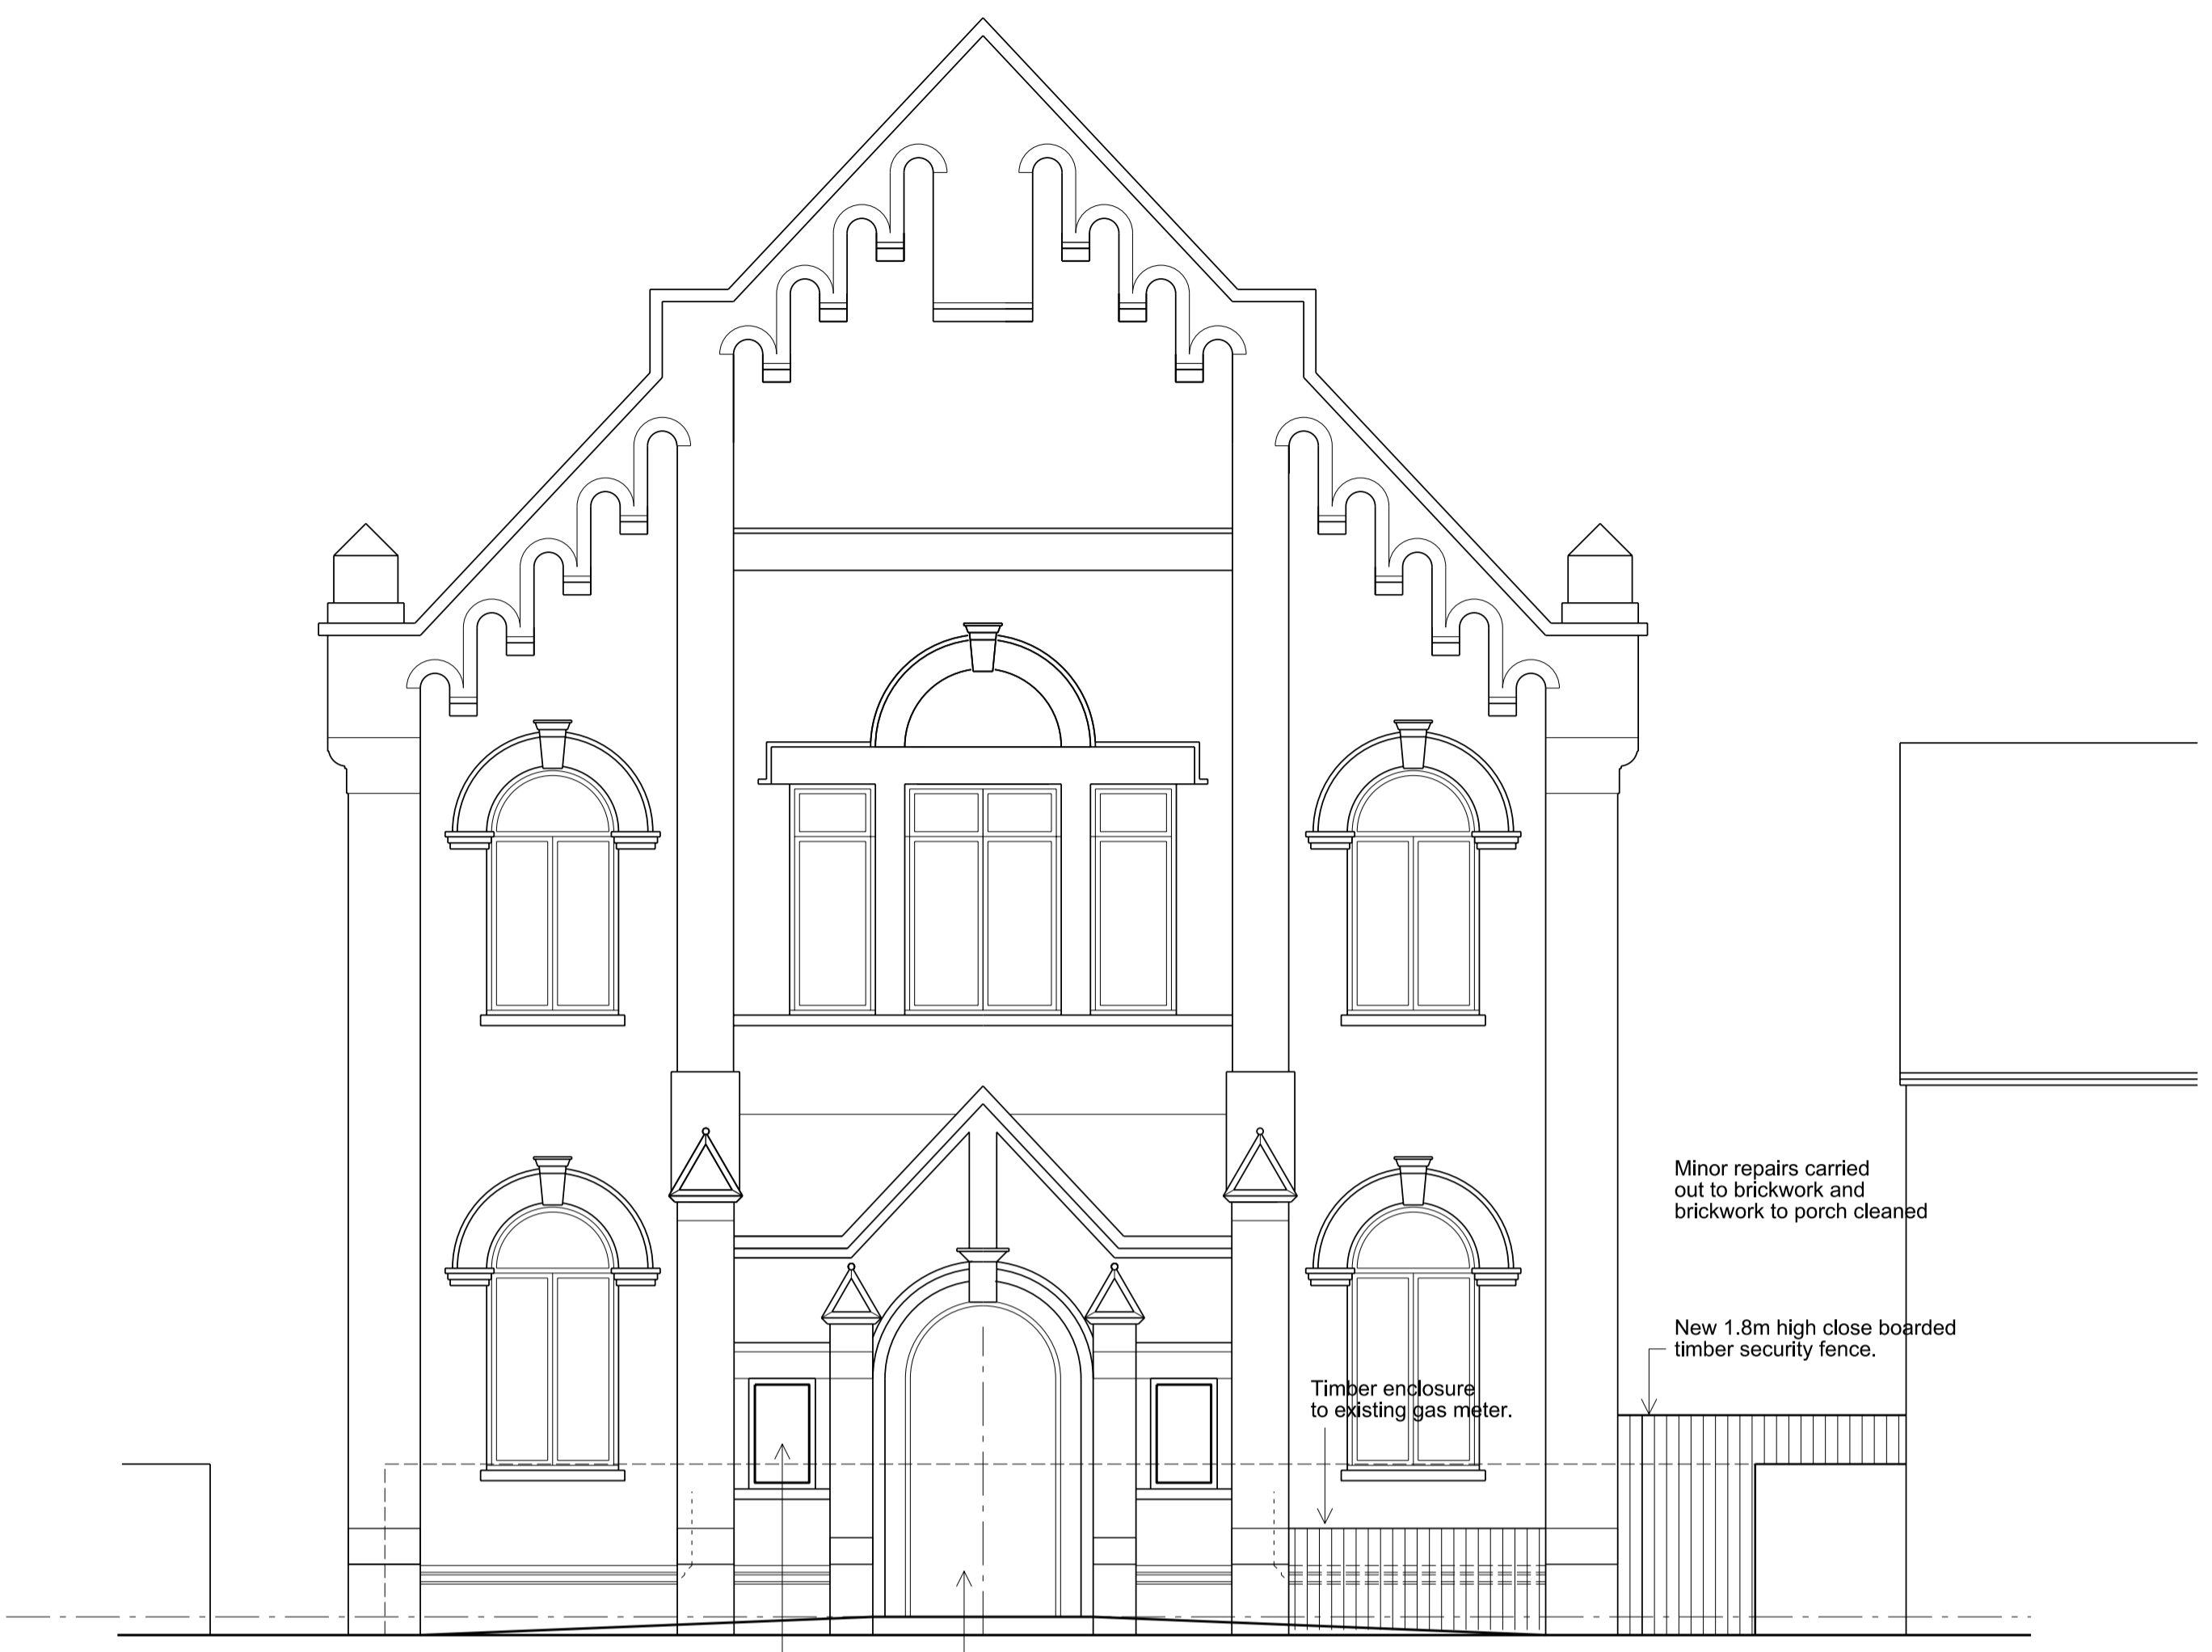 Minor repairs carried
out to brickwork and
brickwork to porch cleaned
New 1.8m high close boarded
timber security fence.
Timber enclosure
to existing gas meter.